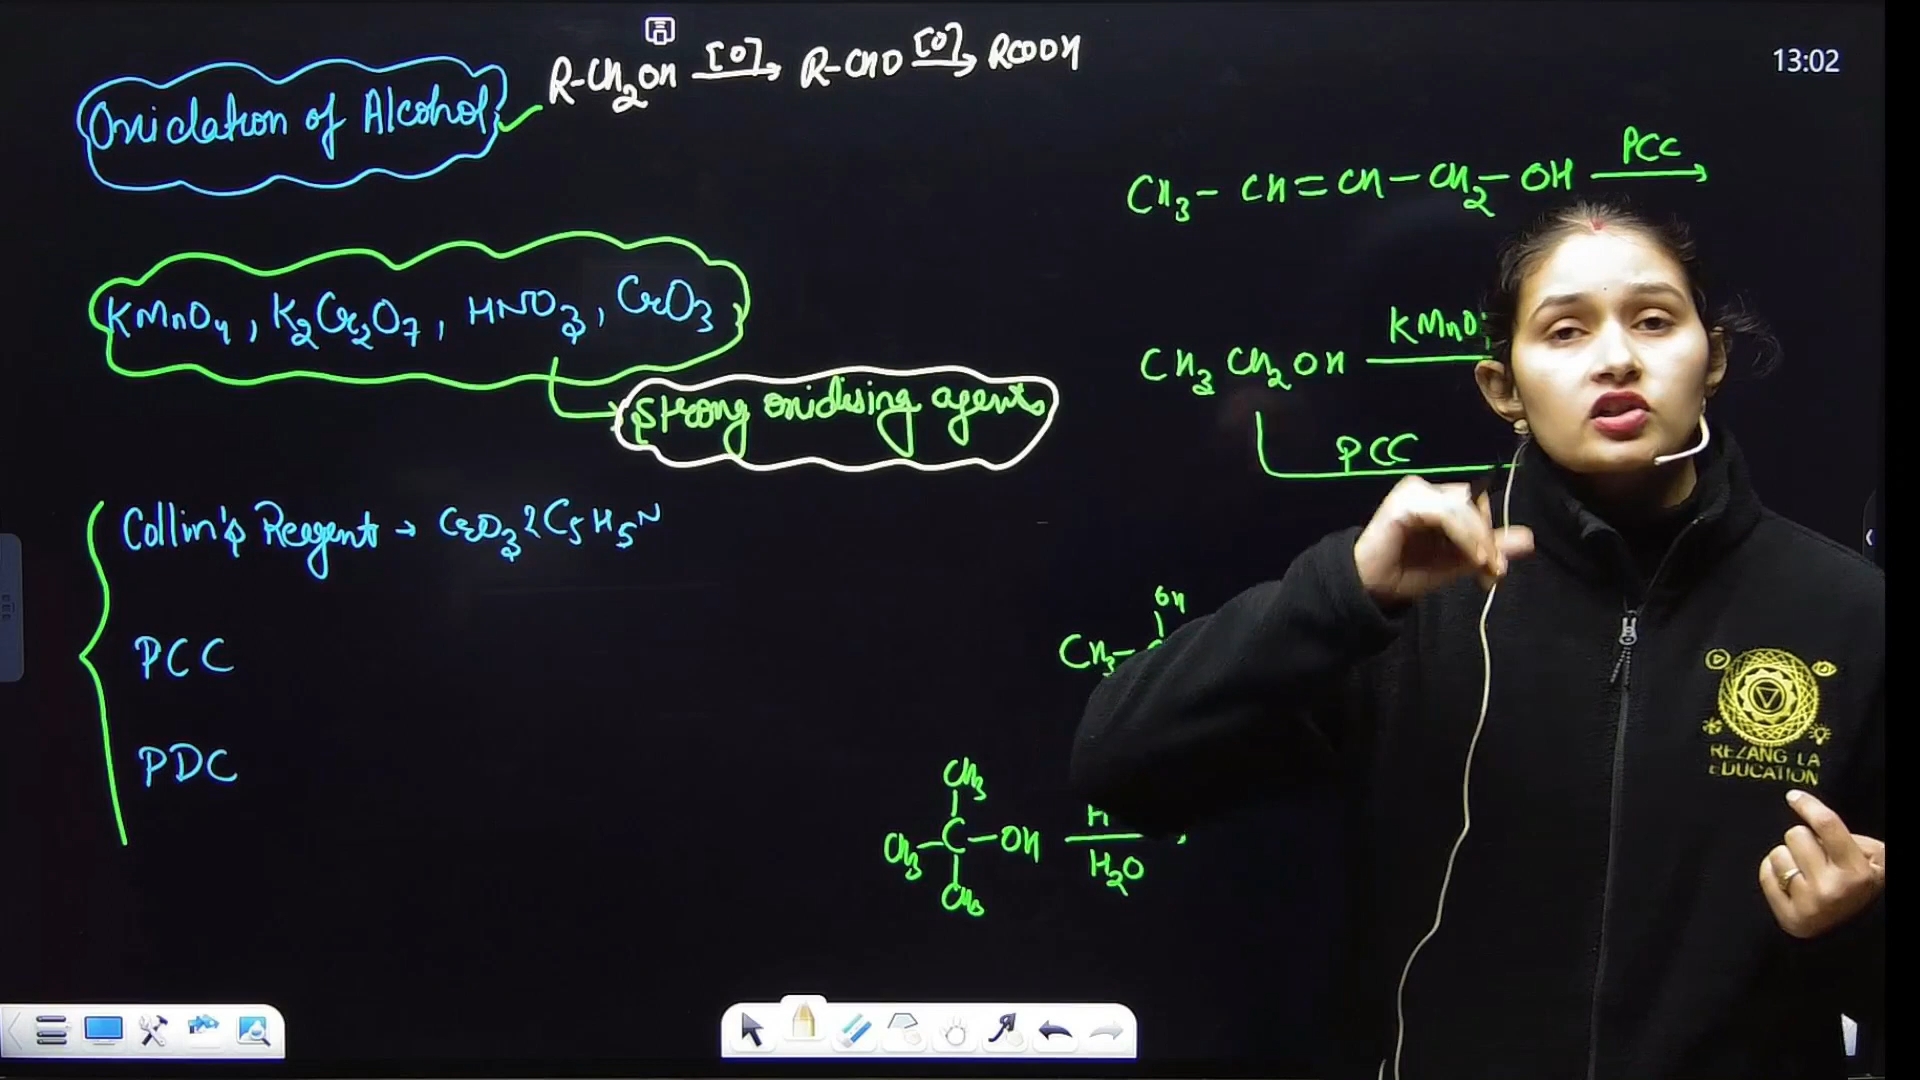 R-CH2OH [O]→ R-CHO [O]→ RCOOH
13:02
Oxidation of Alcohol
CH3-CH=CH-CH2-OH PCC→
KMnO4, K2Cr2O7, HNO3, CrO3
CH3CH2OH KMnO4
Strong oxidising agents
PCC
Collin's Reagent → CrO3 2C5H5N
OH
PCC
CH3-
PDC
CH3
CH3-C-OH H
H2O
CH3
REZANG LA
EDUCATION